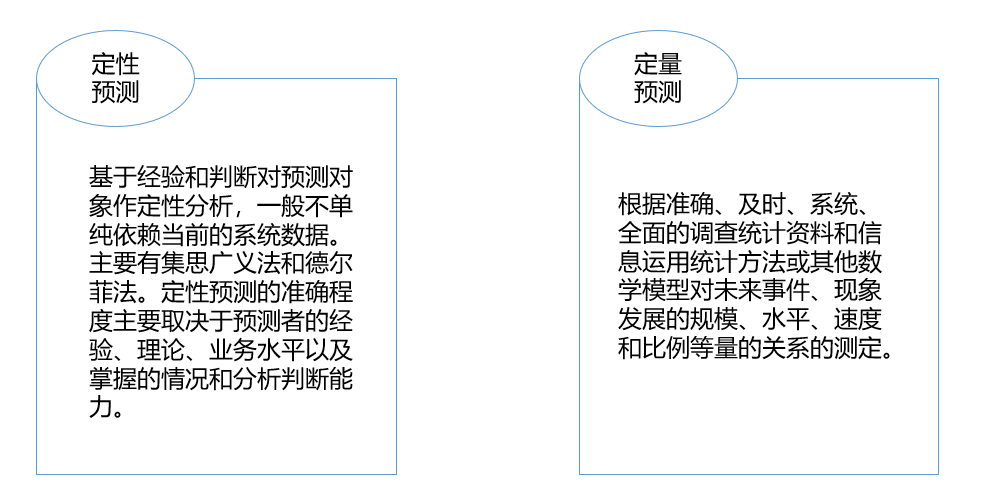 定性
预测
基于经验和判断对预测对
象作定性分析，一般不单
纯依赖当前的系统数据。
主要有集思广义法和德尔
菲法。定性预测的准确程
度主要取决于预测者的经
验、理论、业务水平以及
掌握的情况和分析判断能
力。
定量
预测
根据准确、及时、系统、
全面的调查统计资料和信
息运用统计方法或其他数
学模型对未来事件、现象
发展的规模、水平、速度
和比例等量的关系的测定。